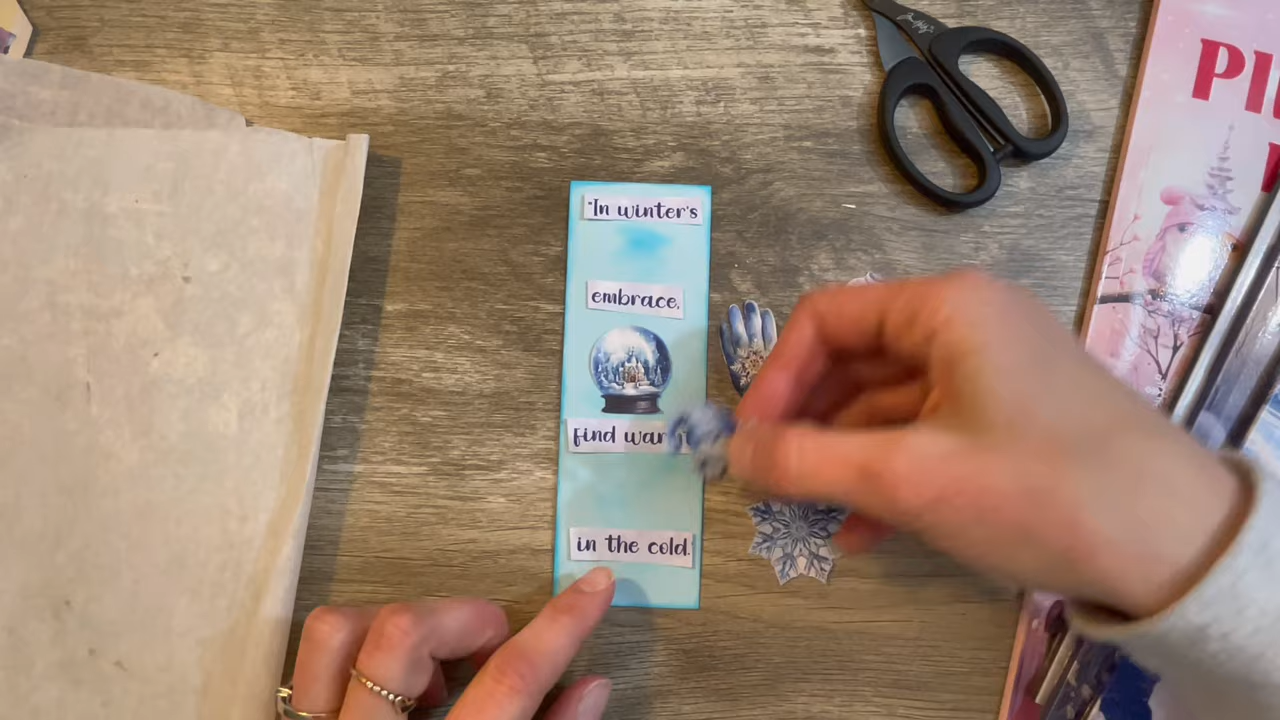 "In winter's
embrace,
find war
in the cold.
PI